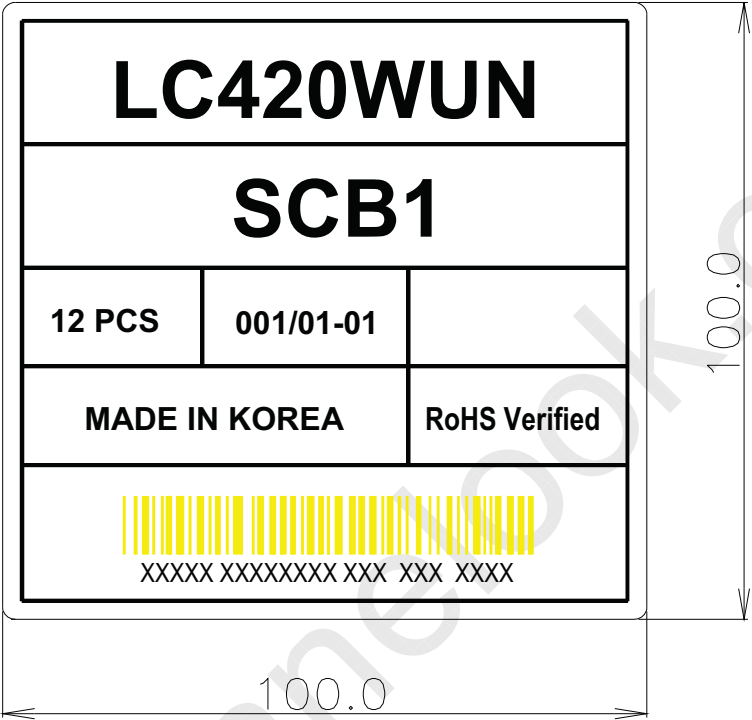 LC420WUN
SCB1
12 PCS 001/01-01
MADE IN KOREA RoHS Verified
XXXXX XXXXXXXX XXX XXX XXXX
100.0
100.0